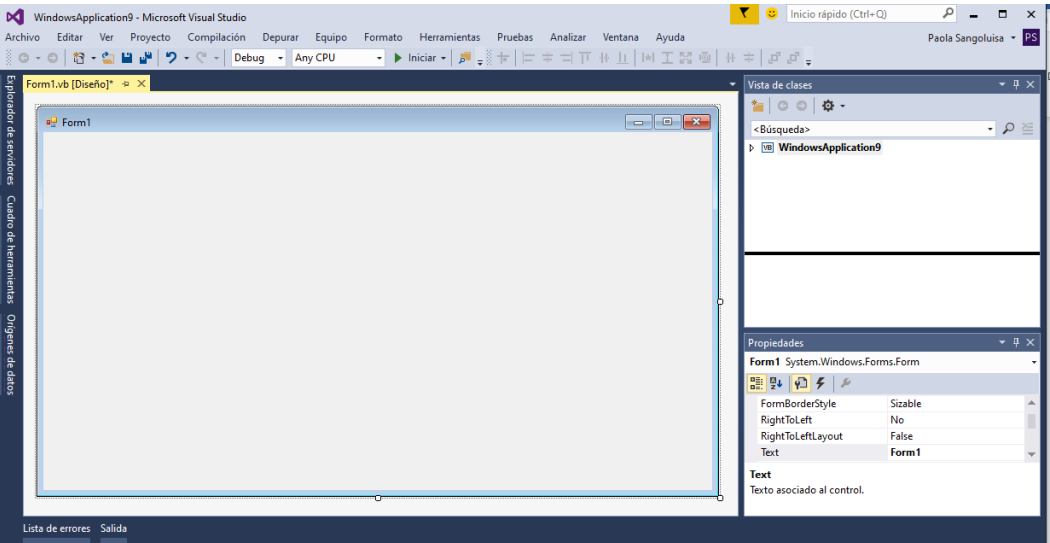 WindowsApplication9 - Microsoft Visual Studio
Inicio rápido (Ctrl+Q)
Archivo Editar Ver Proyecto Compilación Depurar Equipo Formato Herramientas Pruebas Analizar Ventana Ayuda
Paola Sangoluisa PS
Debug Any CPU Iniciar
Explorador de servidores
Cuadro de herramientas
Orígenes de datos
Form1.vb [Diseño]*
Form1
Vista de clases
<Búsqueda>
VB WindowsApplication9
Propiedades
Form1 System.Windows.Forms.Form
FormBorderStyle Sizable
RightToLeft No
RightToLeftLayout False
Text Form1
Text
Texto asociado al control.
Lista de errores Salida